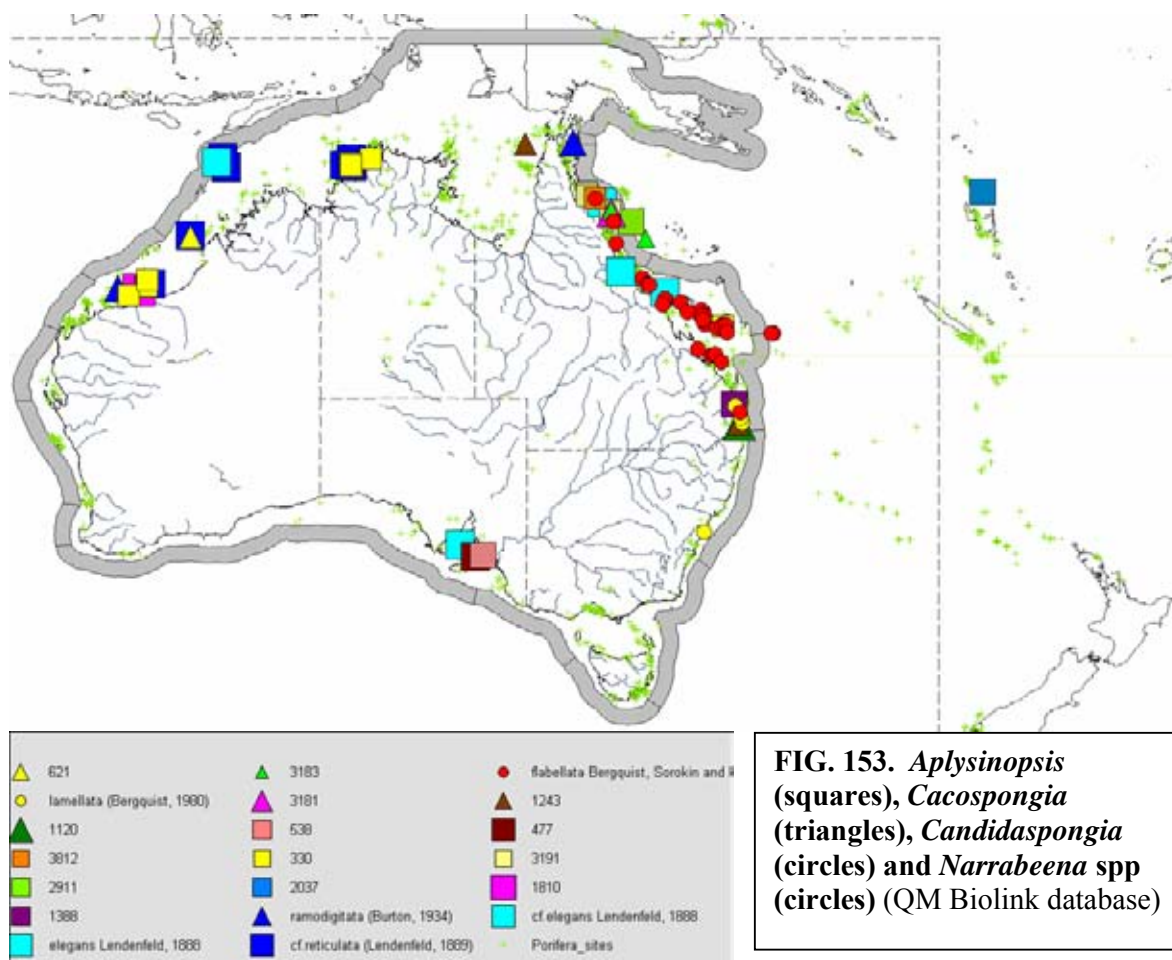 621 3183 flabellata Bergquist, Sorokin and
lamellata (Bergquist, 1980) 3181 1243
1120 538 477
3812 330 3191
2911 2037 1810
1388 ramodigitata (Burton, 1934) cf.elegans Lendenfeld, 1888
elegans Lendenfeld, 1888 cf.reticulata (Lendenfeld, 1889) Porifera_sites
FIG. 153. Aplysinopsis
(squares), Cacospongia
(triangles), Candidaspongia
(circles) and Narrabeena spp
(circles) (QM Biolink database)